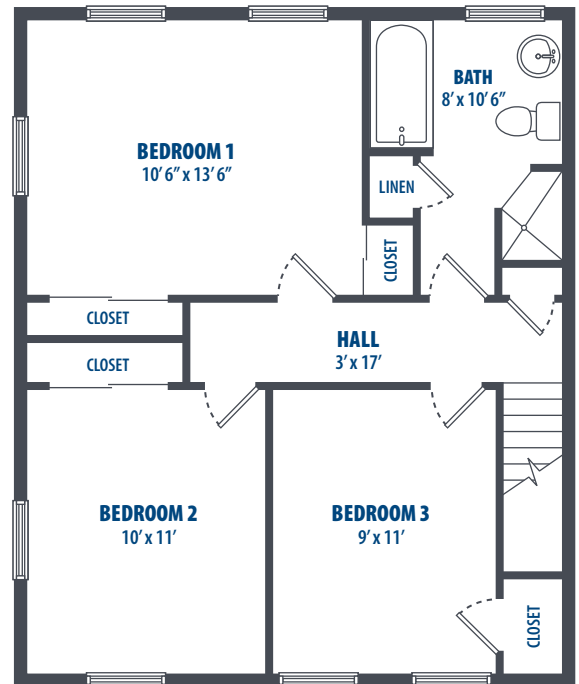 BATH
8’ x 10’ 6”
BEDROOM 1
10’ 6” x 13’ 6”
LINEN
CLOSET
CLOSET
HALL
3’ x 17’
CLOSET
BEDROOM 2
10’ x 11’
BEDROOM 3
9’ x 11’
CLOSET